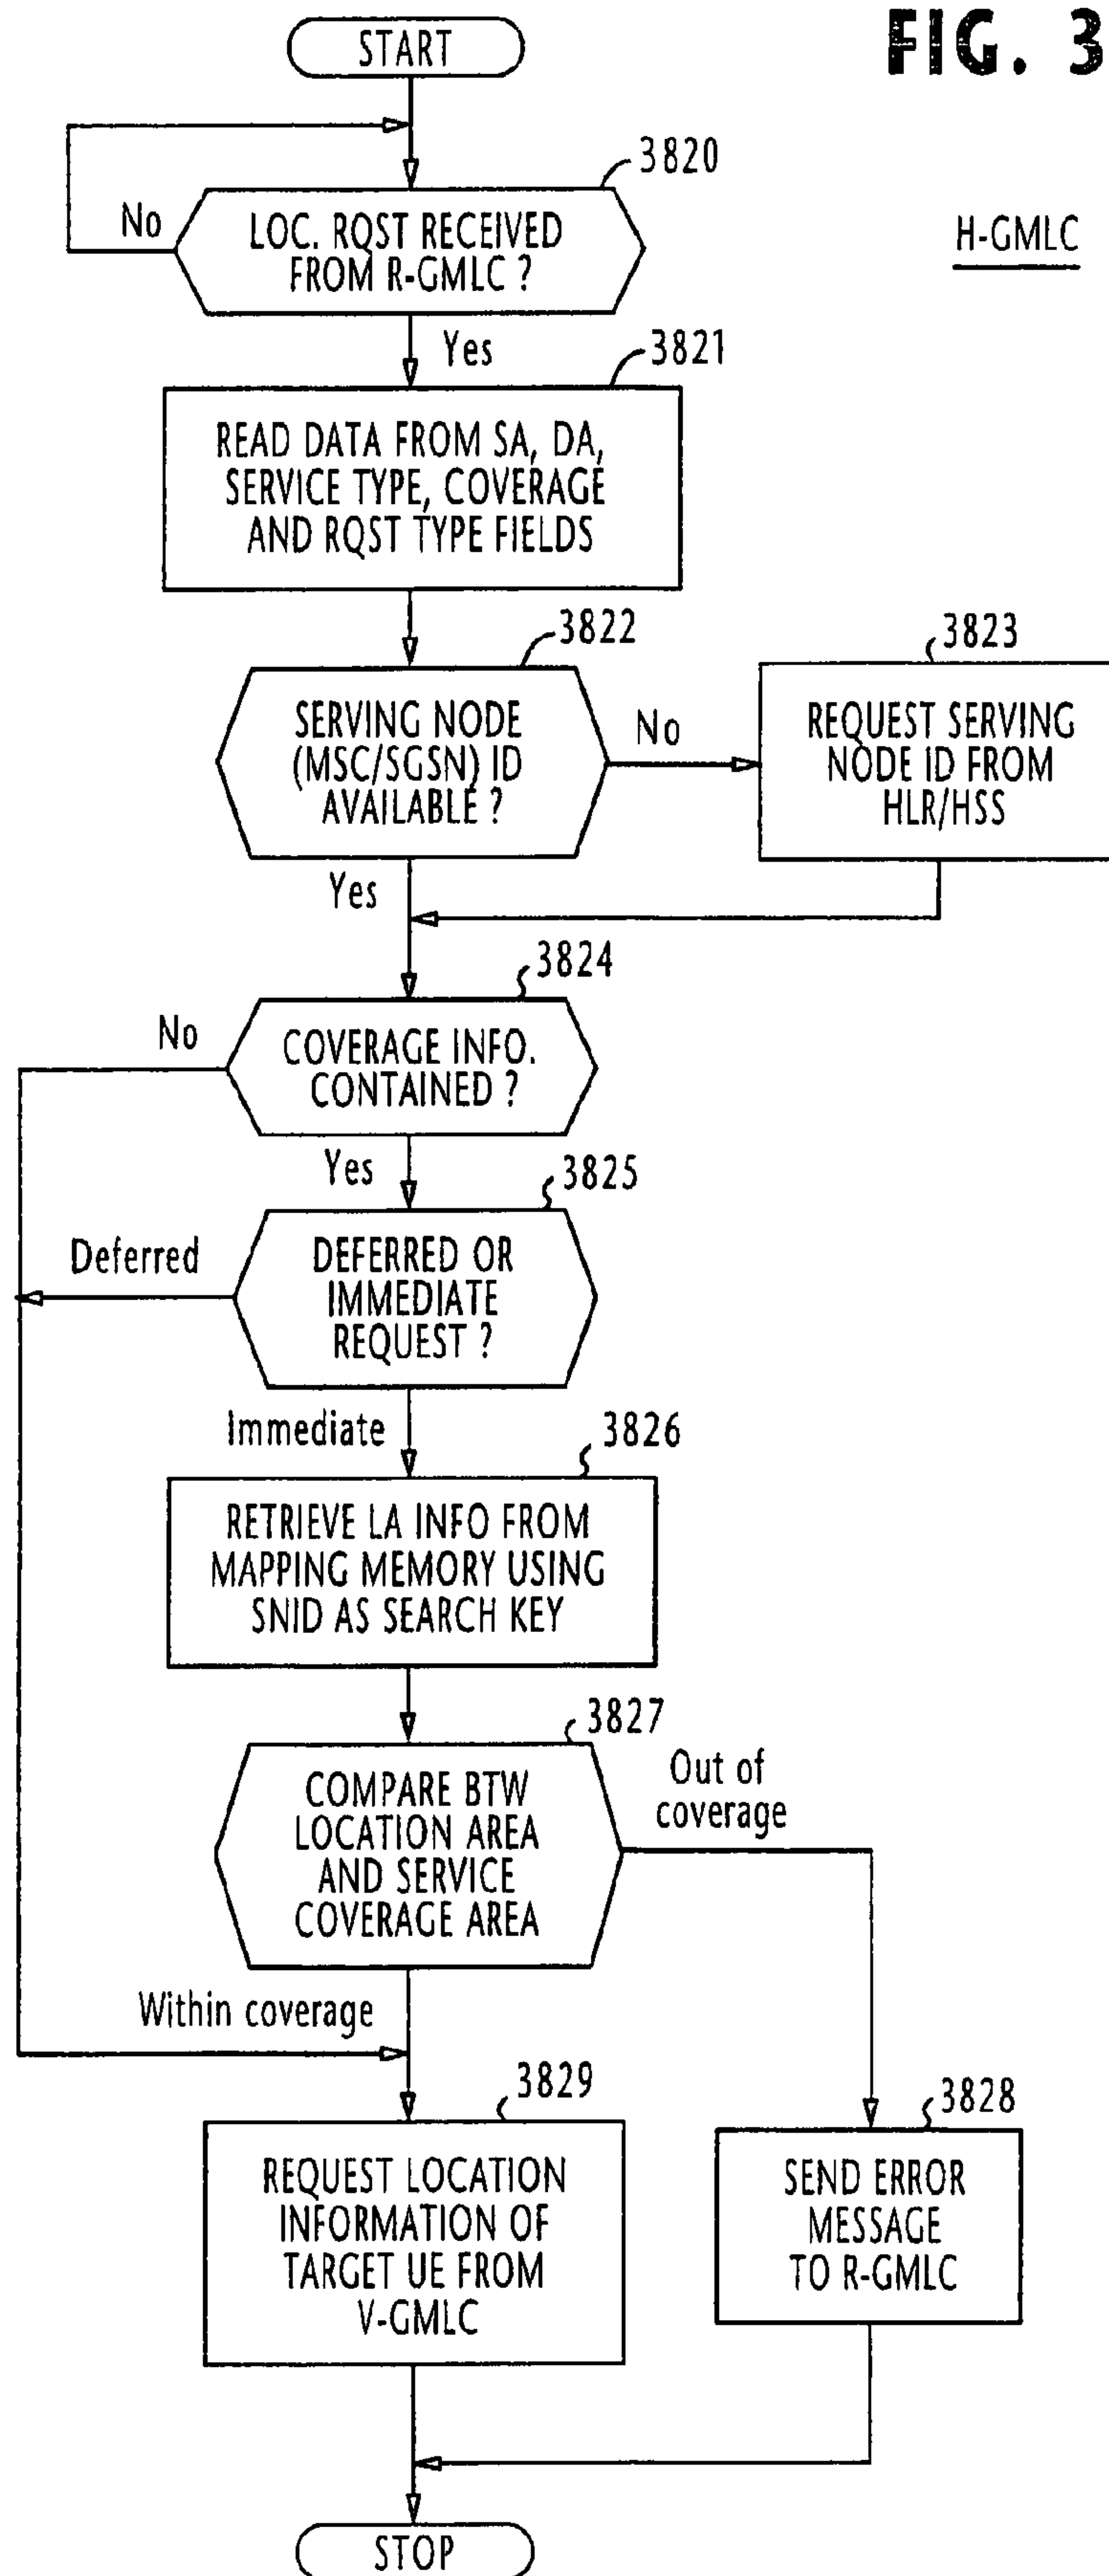 FIG. 3
START
3820
No
LOC. RQST RECEIVED
FROM R-GMLC ?
H-GMLC
Yes
3821
READ DATA FROM SA, DA,
SERVICE TYPE, COVERAGE
AND RQST TYPE FIELDS
3822
3823
SERVING NODE
(MSC/SGSN) ID
AVAILABLE ?
No
REQUEST SERVING
NODE ID FROM
HLR/HSS
Yes
3824
No
COVERAGE INFO.
CONTAINED ?
Yes
3825
Deferred
DEFERRED OR
IMMEDIATE
REQUEST ?
Immediate
3826
RETRIEVE LA INFO FROM
MAPPING MEMORY USING
SNID AS SEARCH KEY
3827
COMPARE BTW
LOCATION AREA
AND SERVICE
COVERAGE AREA
Out of
coverage
Within coverage
3829
3828
REQUEST LOCATION
INFORMATION OF
TARGET UE FROM
V-GMLC
SEND ERROR
MESSAGE
TO R-GMLC
STOP